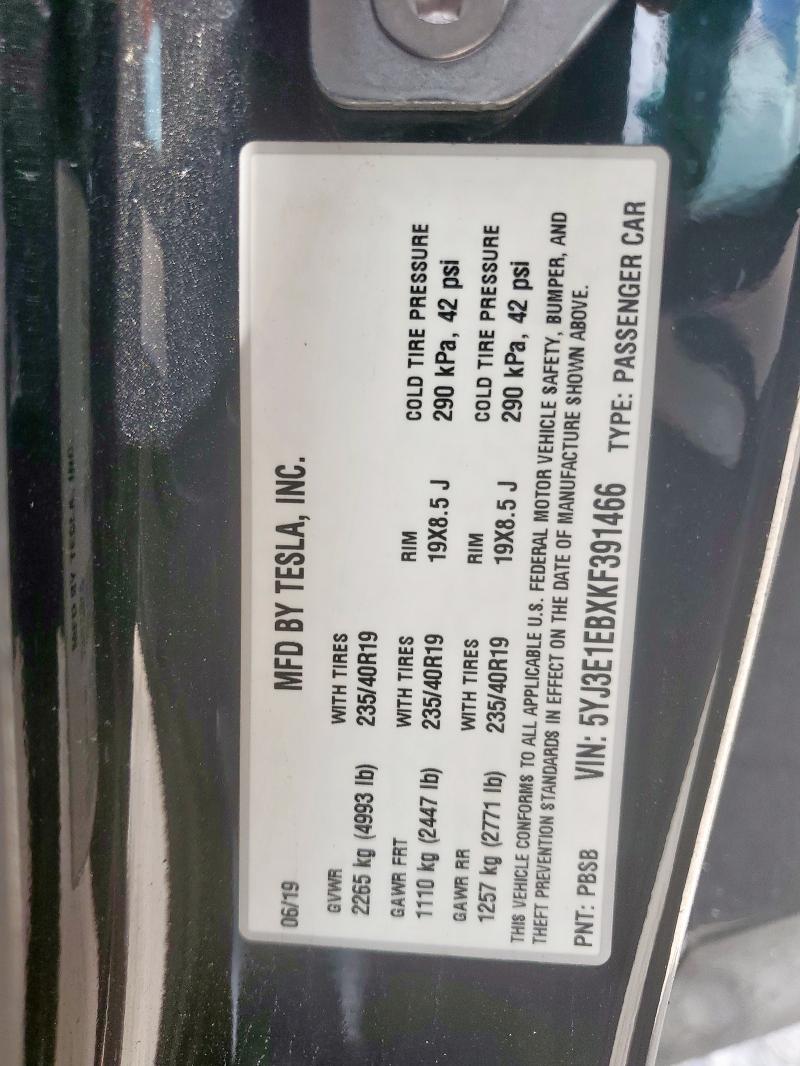 06/19
MFD BY TESLA, INC.
GVWR WITH TIRES
2265 kg (4993 lb) 235/40R19
GAWR FRT WITH TIRES RIM COLD TIRE PRESSURE
1110 kg (2447 lb) 235/40R19 19X8.5 J 290 kPa, 42 psi
GAWR RR WITH TIRES RIM COLD TIRE PRESSURE
1257 kg (2771 lb) 235/40R19 19X8.5 J 290 kPa, 42 psi
THIS VEHICLE CONFORMS TO ALL APPLICABLE U.S. FEDERAL MOTOR VEHICLE SAFETY, BUMPER, AND
THEFT PREVENTION STANDARDS IN EFFECT ON THE DATE OF MANUFACTURE SHOWN ABOVE.
PNT: PBSB VIN: 5YJ3E1EBXKF391466 TYPE: PASSENGER CAR